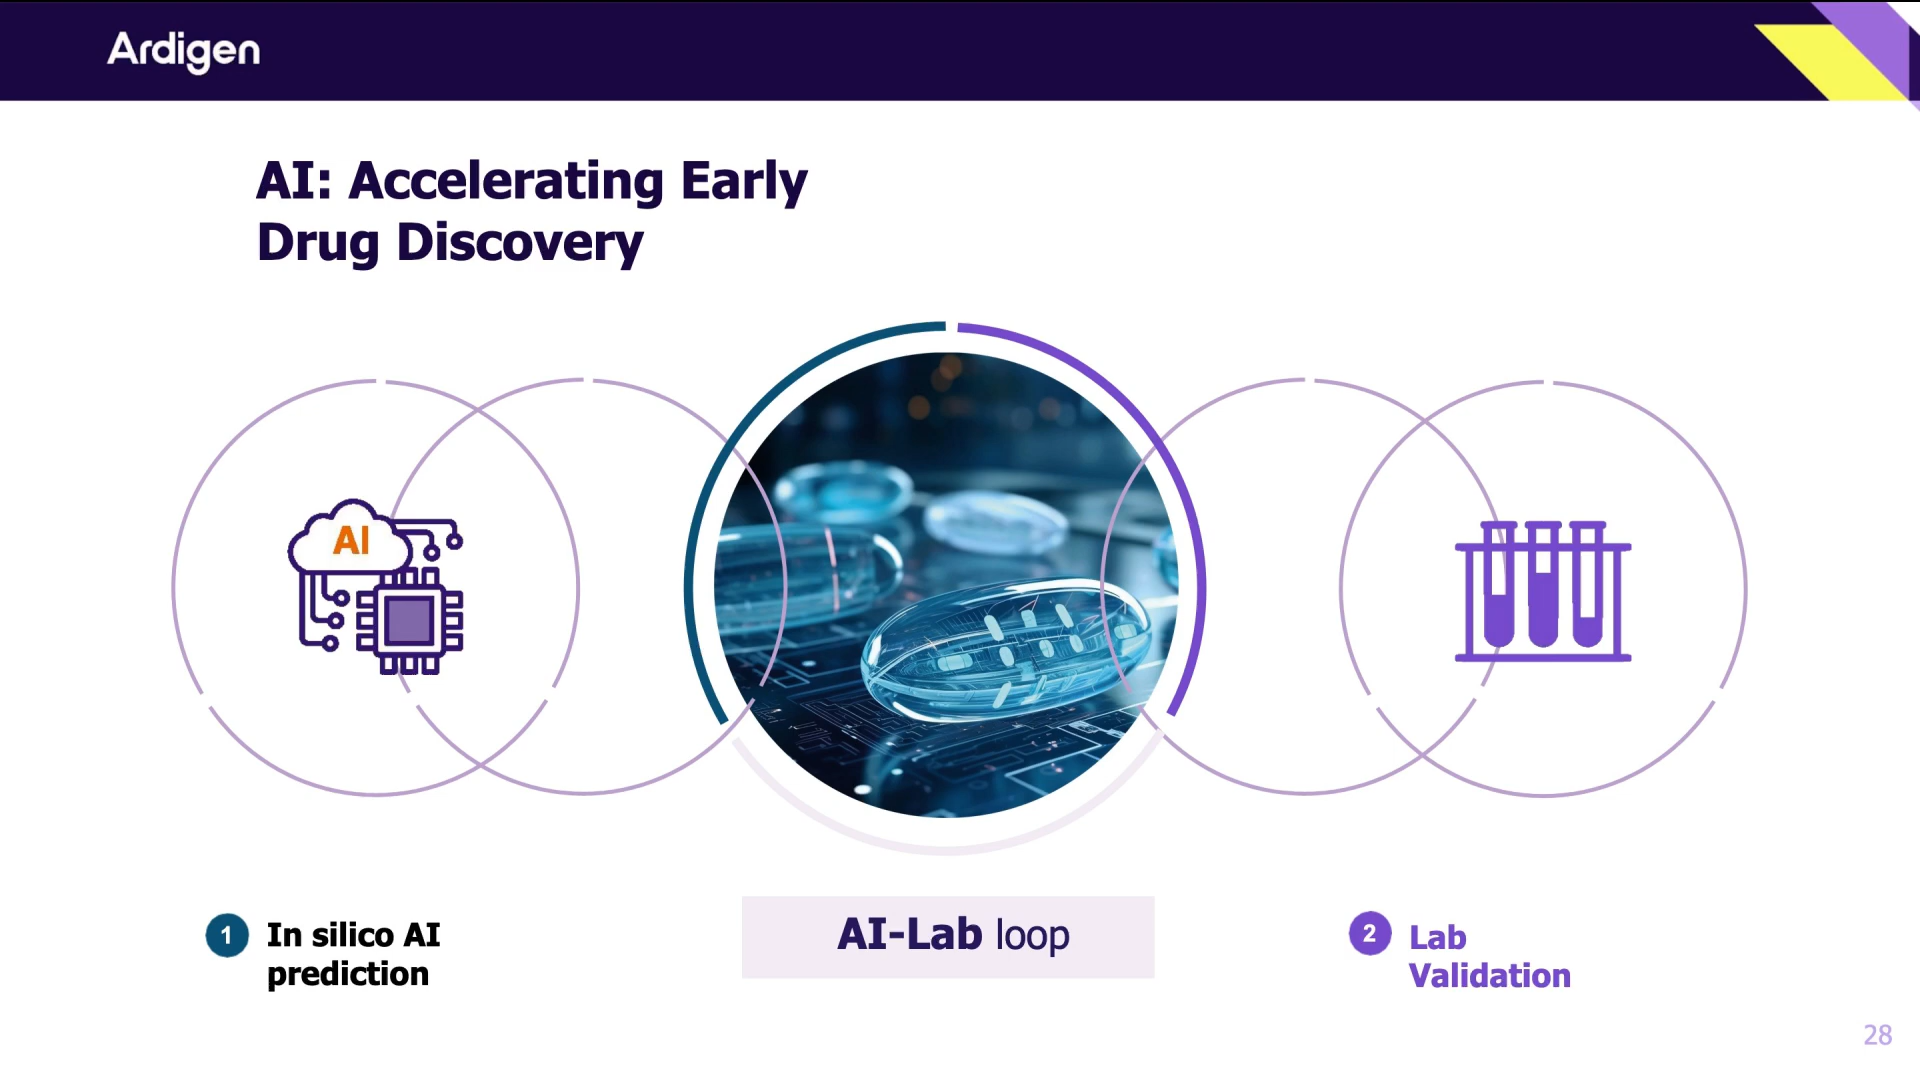 Ardigen
AI: Accelerating Early
Drug Discovery
AI
1
In silico AI
prediction
AI-Lab loop
2
Lab
Validation
28